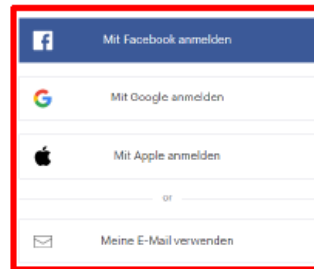 Mit Facebook anmelden
Mit Google anmelden
Mit Apple anmelden
or
Meine E-Mail verwenden